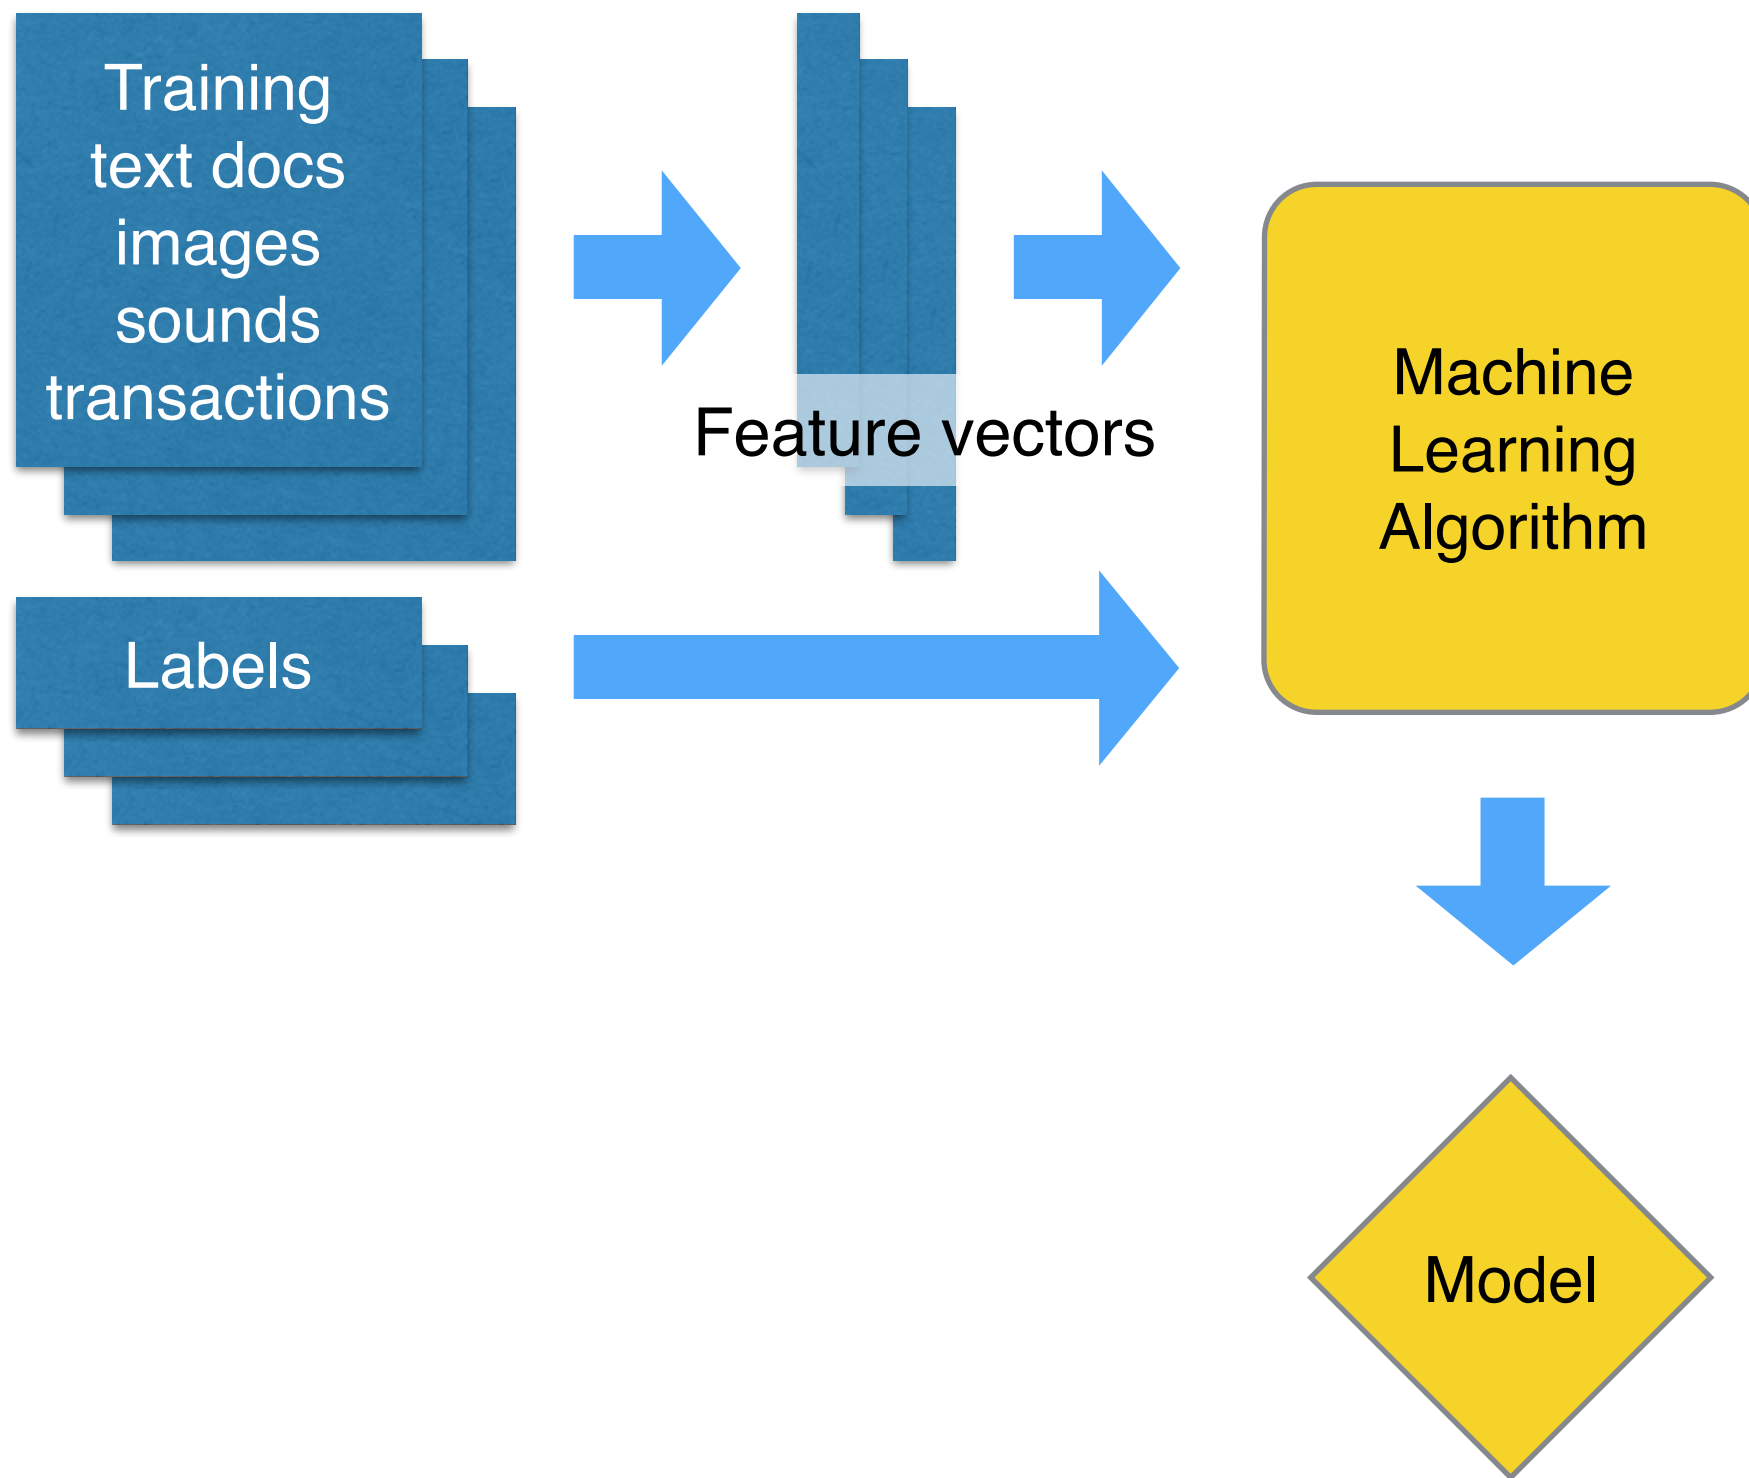 Training
text docs
images
sounds
transactions
Feature vectors
Machine
Learning
Algorithm
Labels
Model